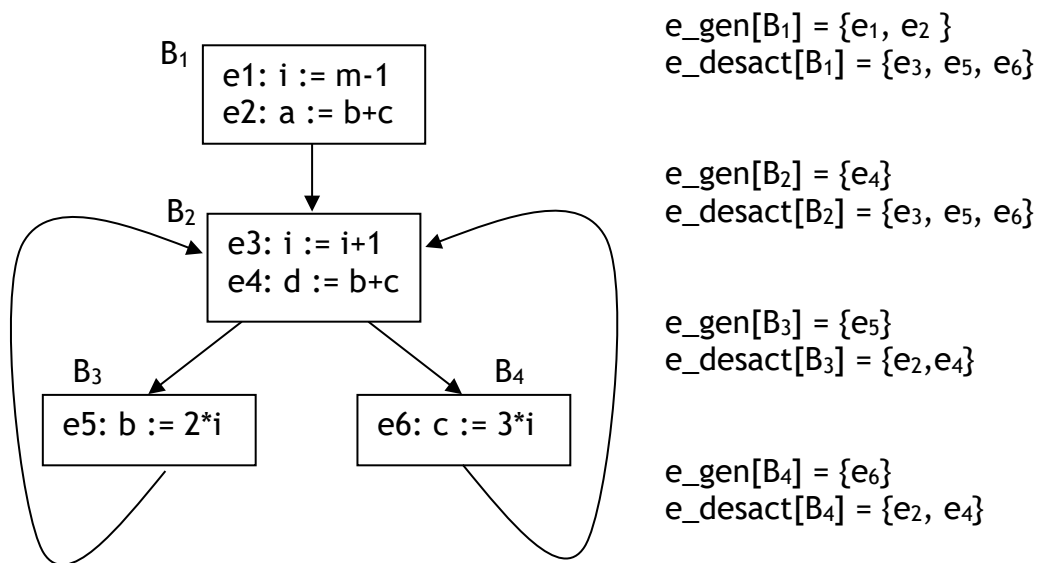 B₁
e1: i := m-1
e2: a := b+c
B₂
e3: i := i+1
e4: d := b+c
B₃
e5: b := 2*i
B₄
e6: c := 3*i
e_gen[B₁] = {e₁, e₂ }
e_desact[B₁] = {e₃, e₅, e₆}
e_gen[B₂] = {e₄}
e_desact[B₂] = {e₃, e₅, e₆}
e_gen[B₃] = {e₅}
e_desact[B₃] = {e₂,e₄}
e_gen[B₄] = {e₆}
e_desact[B₄] = {e₂, e₄}